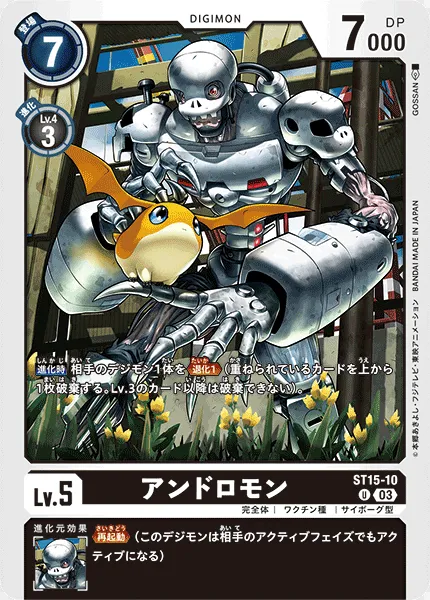 登場
7
DIGIMON
7000
DP
進化
Lv.4
3
GOSSAN
©本郷あきよし・フジテレビ・東映アニメーション BANDAI MADE IN JAPAN
進化時 相手のデジモン1体を 退化1 (重ねられているカードを上から
1枚破棄する。Lv.3のカード以降は破棄できない)。
Lv.5
アンドロモン
ST15-10
U 03
完全体 | ワクチン種 | サイボーグ型
進化元効果
再起動 (このデジモンは相手のアクティブフェイズでもアク
ティブになる)